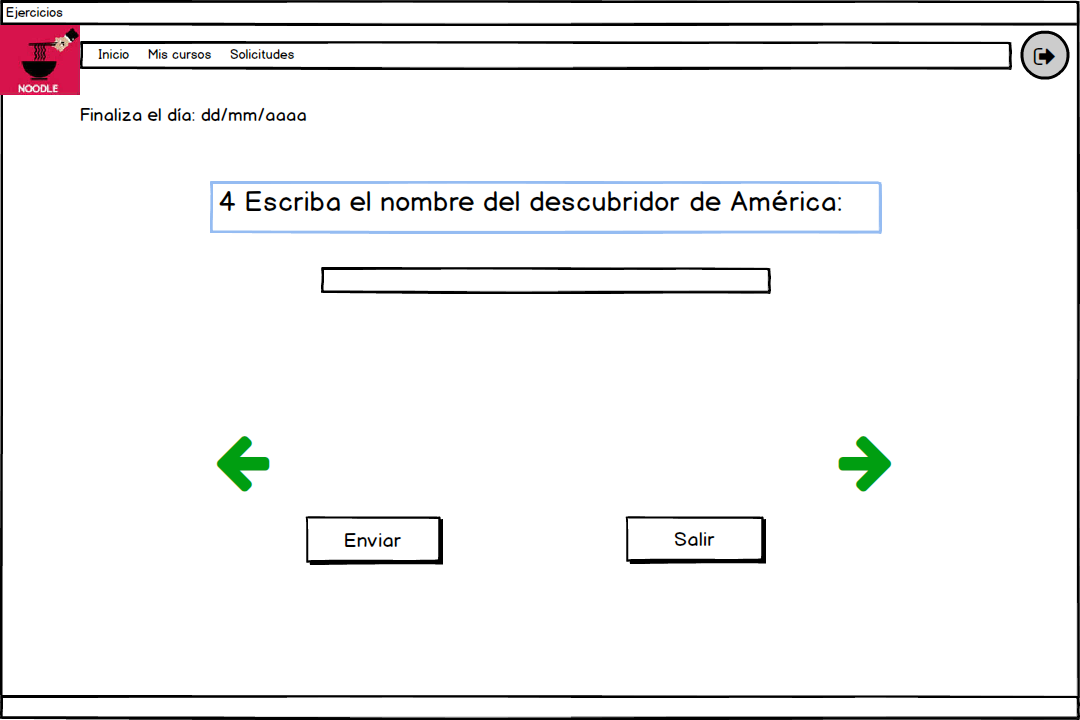 Ejercicios
NOODLE
Inicio Mis cursos Solicitudes
Finaliza el día: dd/mm/aaaa
4 Escriba el nombre del descubridor de América:
Enviar Salir